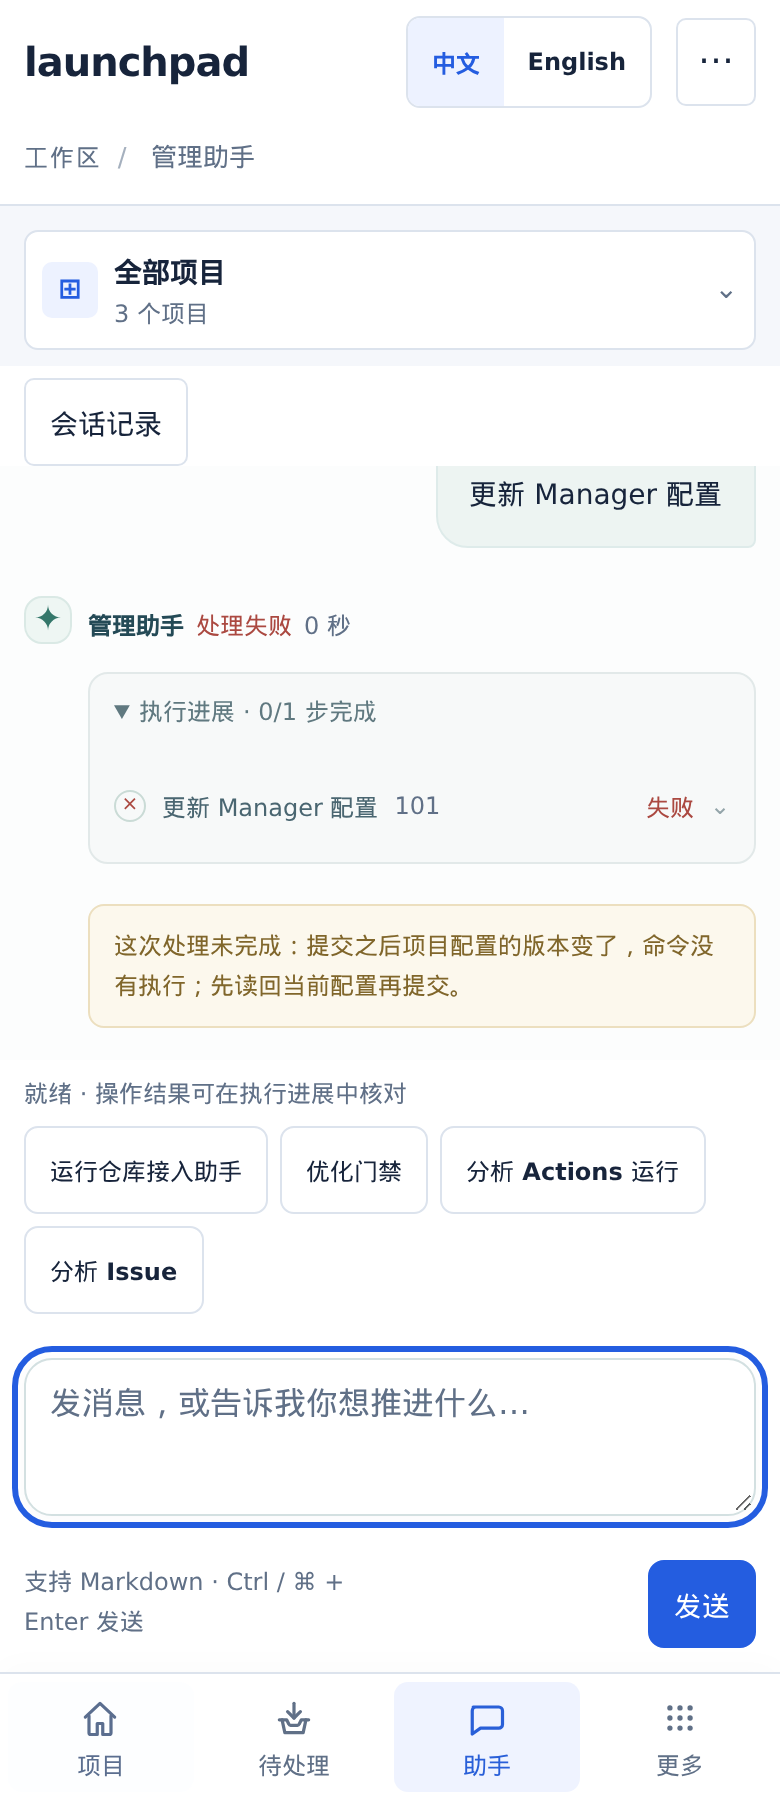 launchpad
中文 English ...
工作区 / 管理助手
全部项目
3 个项目
会话记录
更新 Manager 配置
管理助手 处理失败 0 秒
▼ 执行进展 · 0/1 步完成
更新 Manager 配置 101 失败
这次处理未完成：提交之后项目配置的版本变了，命令没
有执行；先读回当前配置再提交。
就绪 · 操作结果可在执行进展中核对
运行仓库接入助手 优化门禁 分析 Actions 运行
分析 Issue
发消息，或告诉我你想推进什么...
支持 Markdown · Ctrl / ⌘ +
Enter 发送
发送
项目 待处理 助手 更多